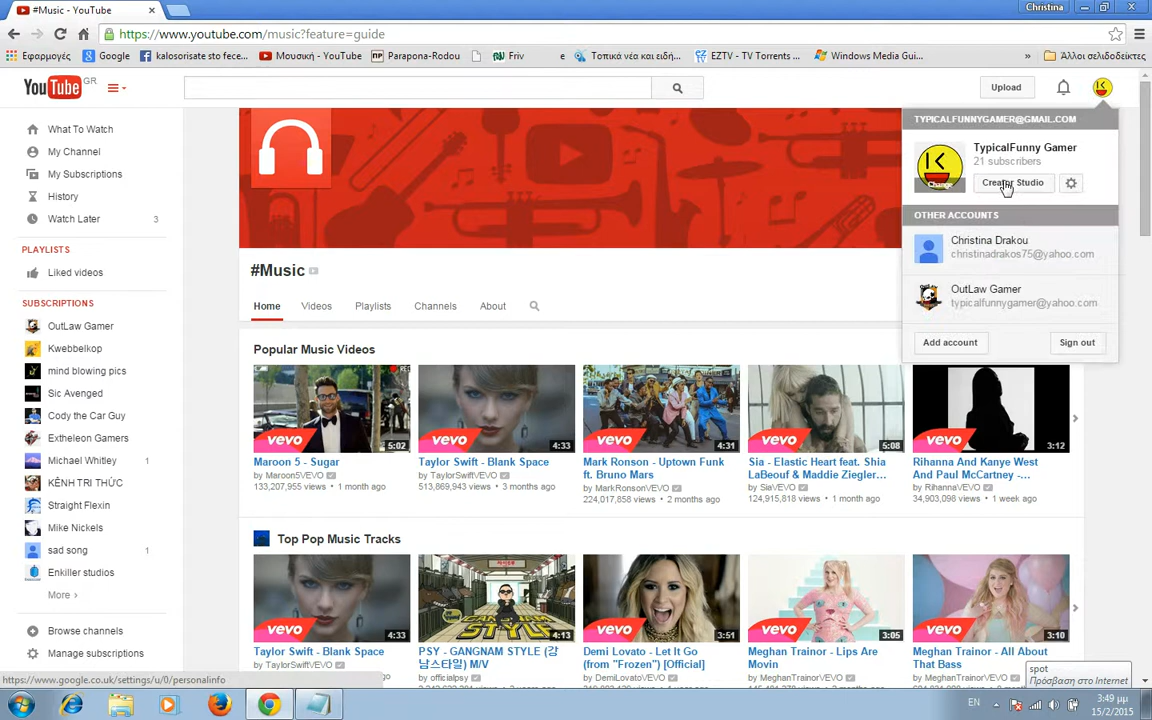 #Music - YouTube
Christina
https://www.youtube.com/music?feature=guide
Εφαρμογές
Google
kalosorisate sto fece...
Μουσική - YouTube
Parapona-Rodou
Friv
e
Τοπικά νέα και ειδή...
EZTV - TV Torrents ...
Windows Media Gui...
»
Άλλοι σελιδοδείκτες
YouTube GR
Upload
What To Watch
My Channel
My Subscriptions
History
Watch Later 3
PLAYLISTS
Liked videos
SUBSCRIPTIONS
OutLaw Gamer
Kwebbelkop
mind blowing pics
Sic Avenged
Cody the Car Guy
Extheleon Gamers
Michael Whitley 1
KÊNH TRI THỨC
Straight Flexin
Mike Nickels
sad song 1
Enkiller studios
More ›
Browse channels
Manage subscriptions
TYPICALFUNNYGAMER@GMAIL.COM
TypicalFunny Gamer
21 subscribers
Change
Creator Studio
OTHER ACCOUNTS
Christina Drakou
christinadrakos75@yahoo.com
OutLaw Gamer
typicalfunnygamer@yahoo.com
Add account
Sign out
#Music
Home Videos Playlists Channels About
Popular Music Videos
vevo 5:02
Maroon 5 - Sugar
by Maroon5VEVO
133,207,955 views • 1 month ago
vevo 4:33
Taylor Swift - Blank Space
by TaylorSwiftVEVO
513,869,943 views • 3 months ago
vevo 4:31
Mark Ronson - Uptown Funk
ft. Bruno Mars
by MarkRonsonVEVO
224,017,858 views • 2 months ago
vevo 5:08
Sia - Elastic Heart feat. Shia
LaBeouf & Maddie Ziegler...
by SiaVEVO
124,915,818 views • 1 month ago
vevo 3:12
Rihanna And Kanye West
And Paul McCartney -...
by RihannaVEVO
34,903,098 views • 1 week ago
Top Pop Music Tracks
vevo 4:33
Taylor Swift - Blank Space
by TaylorSwiftVEVO
GANGNAM STYLE 4:13
PSY - GANGNAM STYLE (강
남스타일) M/V
by officialpsy
vevo 3:51
Demi Lovato - Let It Go
(from "Frozen") [Official]
by DemiLovatoVEVO
vevo 3:05
Meghan Trainor - Lips Are
Movin
by MeghanTrainorVEVO
vevo 3:10
Meghan Trainor - All About
That Bass
by MeghanTrainorVEVO
https://www.google.co.uk/settings/u/0/personalinfo
spot
Πρόσβαση στο Internet
EN
3:49 μμ
15/2/2015